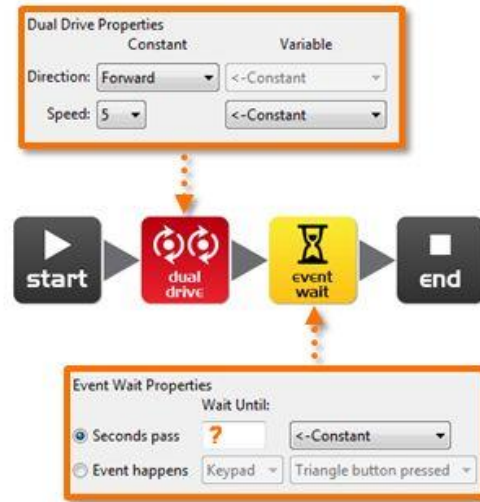 Dual Drive Properties
Constant Variable
Direction: Forward <-Constant
Speed: 5 <-Constant
start
dual
drive
event
wait
end
Event Wait Properties
Wait Until:
Seconds pass ? <-Constant
Event happens Keypad Triangle button pressed